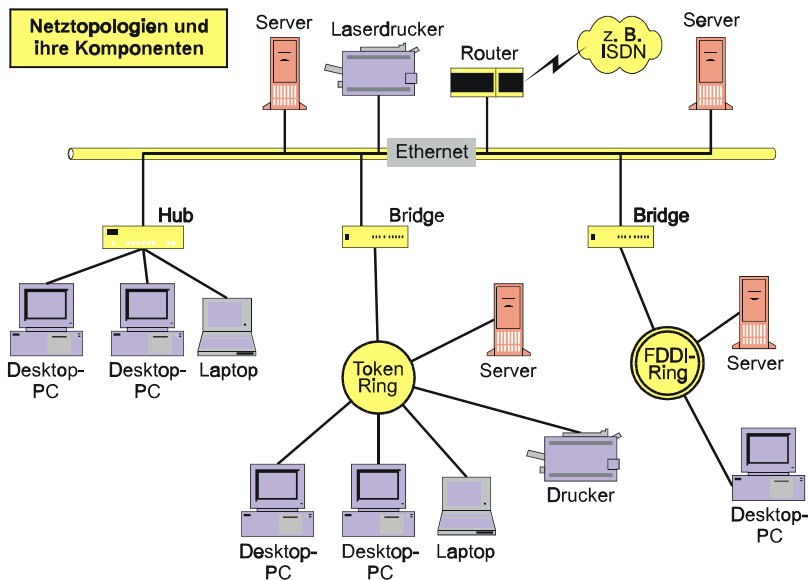 Netztopologien und
ihre Komponenten
Server
Laserdrucker
Router
z. B.
ISDN
Server
Ethernet
Hub
Bridge
Bridge
Desktop-
PC
Desktop-
PC
Laptop
Token
Ring
Server
FDDI-
Ring
Server
Drucker
Desktop-
PC
Desktop-
PC
Laptop
Desktop-
PC